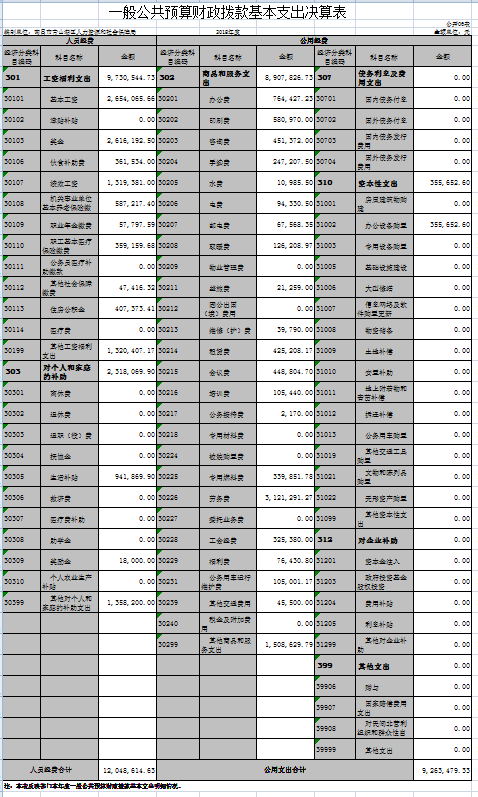 一般公共预算财政拨款基本支出决算表
公开06表
2018年度
金额单位：元
人员经费 公用经费
经济分类科目编码 科目名称 金额 经济分类科目编码 科目名称 金额 经济分类科目编码 科目名称 金额
301 工资福利支出 9,730,544.73 302 商品和服务支出 8,907,826.73 307 债务利息及费用支出 0.00
30101 基本工资 2,654,065.66 30201 办公费 764,427.23 30701 国内债务付息 0.00
30102 津贴补贴 0.00 30202 印刷费 580,970.00 30702 国外债务付息 0.00
30103 奖金 2,616,192.50 30203 咨询费 451,372.00 30703 国内债务发行费用 0.00
30106 伙食补助费 361,534.00 30204 手续费 247,207.50 30704 国外债务发行费用 0.00
30107 绩效工资 1,319,381.00 30205 水费 10,985.50 310 资本性支出 355,652.60
30108 机关事业单位基本养老保险缴 587,217.40 30206 电费 94,330.50 31001 房屋建筑物购建 0.00
30109 职业年金缴费 57,797.59 30207 邮电费 67,568.35 31002 办公设备购置 355,652.60
30110 职工基本医疗保险缴费 359,159.68 30208 取暖费 126,208.97 31003 专用设备购置 0.00
30111 公务员医疗补助缴款 0.00 30209 物业管理费 0.00 31005 基础设施建设 0.00
30112 其他社会保障缴费 47,416.32 30211 差旅费 21,259.00 31006 大型修缮 0.00
30113 住房公积金 407,373.41 30212 因公出国（境）费用 0.00 31007 信息网络及软件购置更新 0.00
30114 医疗费 0.00 30213 维修（护）费 39,790.00 31008 物资储备 0.00
30199 其他工资福利支出 1,320,407.17 30214 租赁费 425,208.17 31009 土地补偿 0.00
303 对个人和家庭的补助 2,318,069.90 30215 会议费 448,804.70 31010 安置补助 0.00
30301 离休费 0.00 30216 培训费 105,440.00 31011 地上附着物和青苗补偿 0.00
30302 退休费 0.00 30217 公务接待费 2,170.00 31012 拆迁补偿 0.00
30303 退职（役）费 0.00 30218 专用材料费 0.00 31013 公务用车购置 0.00
30304 抚恤金 0.00 30224 被装购置费 0.00 31019 其他交通工具购置 0.00
30305 生活补贴 941,869.90 30225 专用燃料费 339,851.78 31021 文物和陈列品购置 0.00
30306 救济费 0.00 30226 劳务费 3,121,291.27 31022 无形资产购置 0.00
30307 医疗费补助 0.00 30227 委托业务费 0.00 31099 其他资本性支出 0.00
30308 助学金 0.00 30228 工会经费 325,380.00 312 对企业补助 0.00
30309 奖励金 18,000.00 30229 福利费 76,430.80 31201 资本金注入 0.00
30310 个人农业生产补贴 0.00 30231 公务用车运行维护费 105,001.17 31203 政府投资基金股权投资 0.00
30399 其他对个人和家庭的补助支出 1,358,200.00 30239 其他交通费用 45,500.00 31204 费用补贴 0.00
30240 税金及附加费用 0.00 31205 利息补贴 0.00
30299 其他商品和服务支出 1,508,629.79 31299 其他对企业补助 0.00
399 其他支出 0.00
39906 赠与 0.00
39907 国家赔偿费用支出 0.00
39908 对民间非营利组织和群众性自 0.00
39999 其他支出 0.00
人员经费合计 12,048,614.63 公用支出合计 9,263,479.33
注：本表反映部门本年度一般公共预算财政拨款基本支出明细情况。